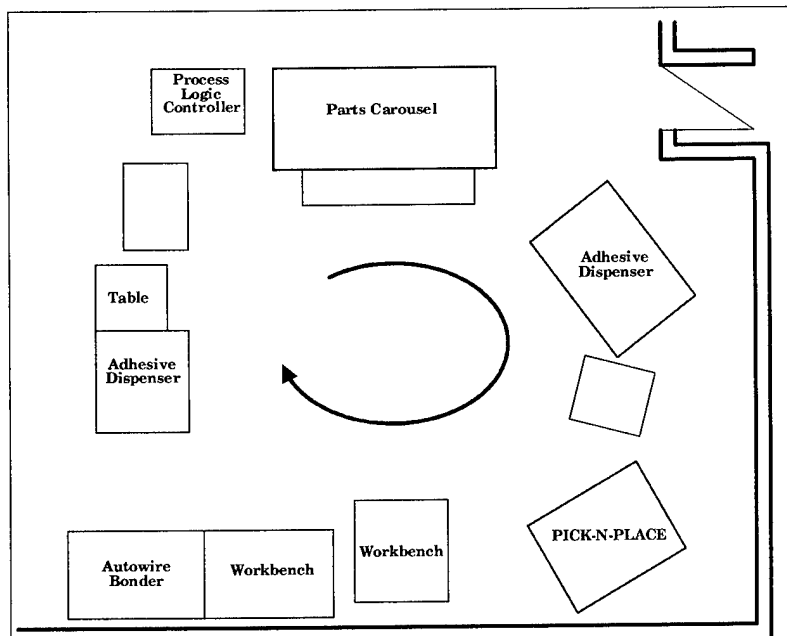 Process
Logic
Controller
Parts Carousel
Adhesive
Dispenser
Table
Adhesive
Dispenser
PICK-N-PLACE
Workbench
Autowire
Bonder
Workbench